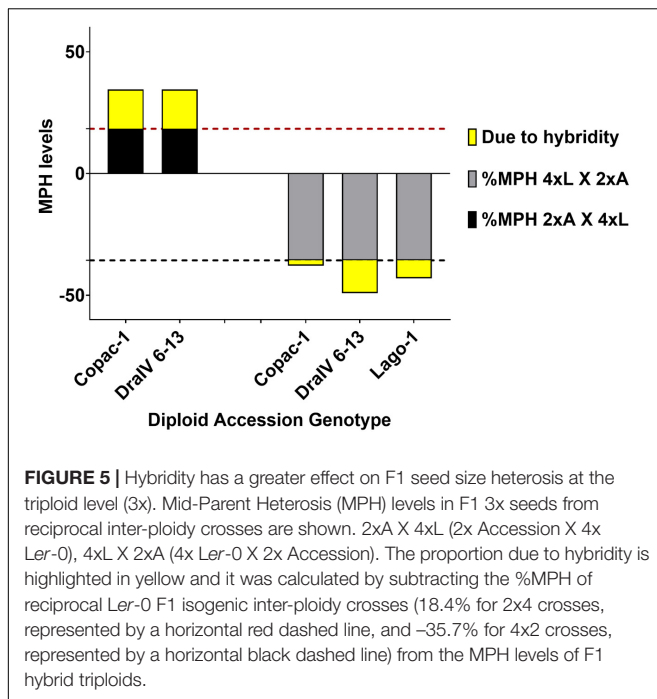 50
0
-50
MPH levels
Due to hybridity
%MPH 4xL X 2xA
%MPH 2xA X 4xL
Copac-1
DraIV 6-13
Copac-1
DraIV 6-13
Lago-1
Diploid Accession Genotype
FIGURE 5 | Hybridity has a greater effect on F1 seed size heterosis at the
triploid level (3x). Mid-Parent Heterosis (MPH) levels in F1 3x seeds from
reciprocal inter-ploidy crosses are shown. 2xA X 4xL (2x Accession X 4x
Ler-0), 4xL X 2xA (4x Ler-0 X 2x Accession). The proportion due to hybridity is
highlighted in yellow and it was calculated by subtracting the %MPH of
reciprocal Ler-0 F1 isogenic inter-ploidy crosses (18.4% for 2x4 crosses,
represented by a horizontal red dashed line, and –35.7% for 4x2 crosses,
represented by a horizontal black dashed line) from the MPH levels of F1
hybrid triploids.